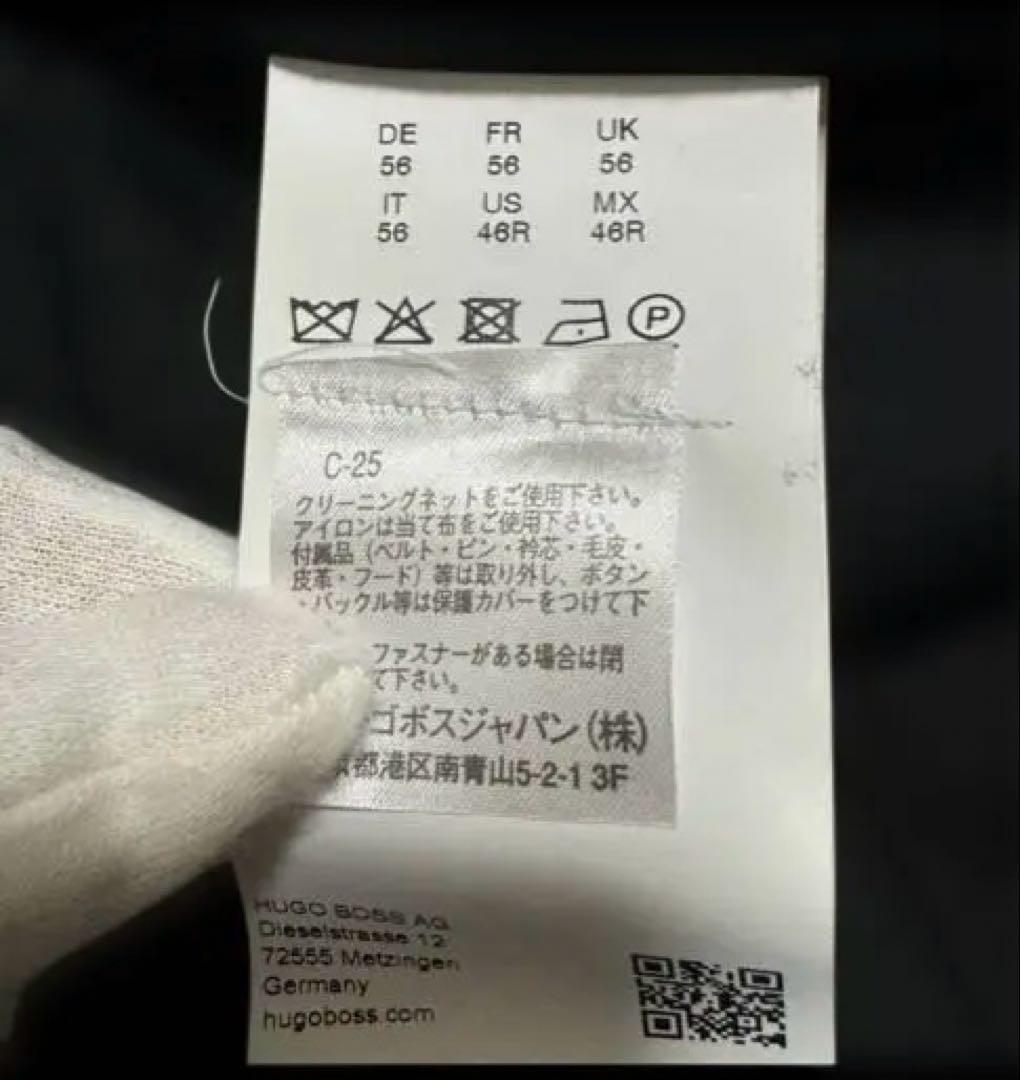 DE FR UK
56 56 56
IT US MX
56 46R 46R
P
C-25
クリーニングネットをご使用下さい。
アイロンは当て布をご使用下さい。
付属品（ベルト・ピン・衿芯・毛皮・
皮革・フード）等は取り外し、ボタン
・バックル等は保護カバーをつけて下
ファスナーがある場合は閉
て下さい。
ゴボスジャパン(株)
都港区南青山5-2-1 3F
HUGO BOSS AG
Dieselstrasse 12
72555 Metzingen
Germany
hugoboss.com